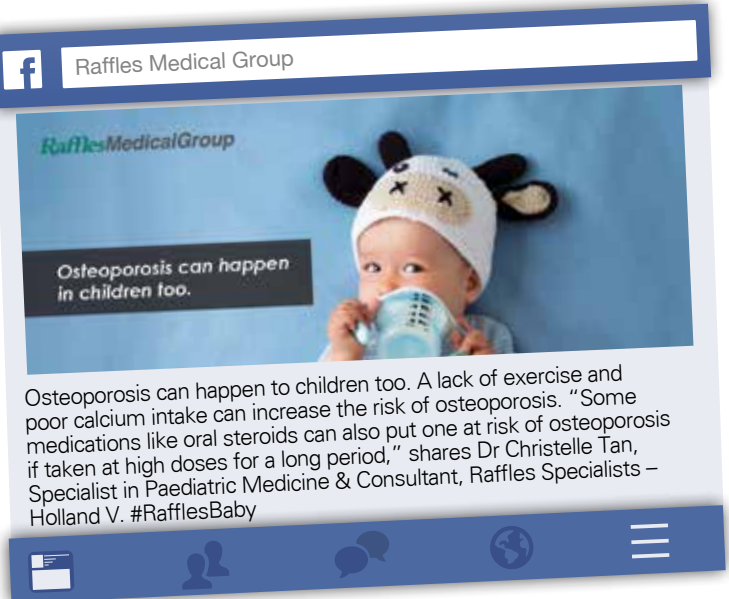 f
Raffles Medical Group
RafflesMedicalGroup
Osteoporosis can happen
in children too.
Osteoporosis can happen to children too. A lack of exercise and
poor calcium intake can increase the risk of osteoporosis. “Some
medications like oral steroids can also put one at risk of osteoporosis
if taken at high doses for a long period,” shares Dr Christelle Tan,
Specialist in Paediatric Medicine & Consultant, Raffles Specialists –
Holland V. #RafflesBaby